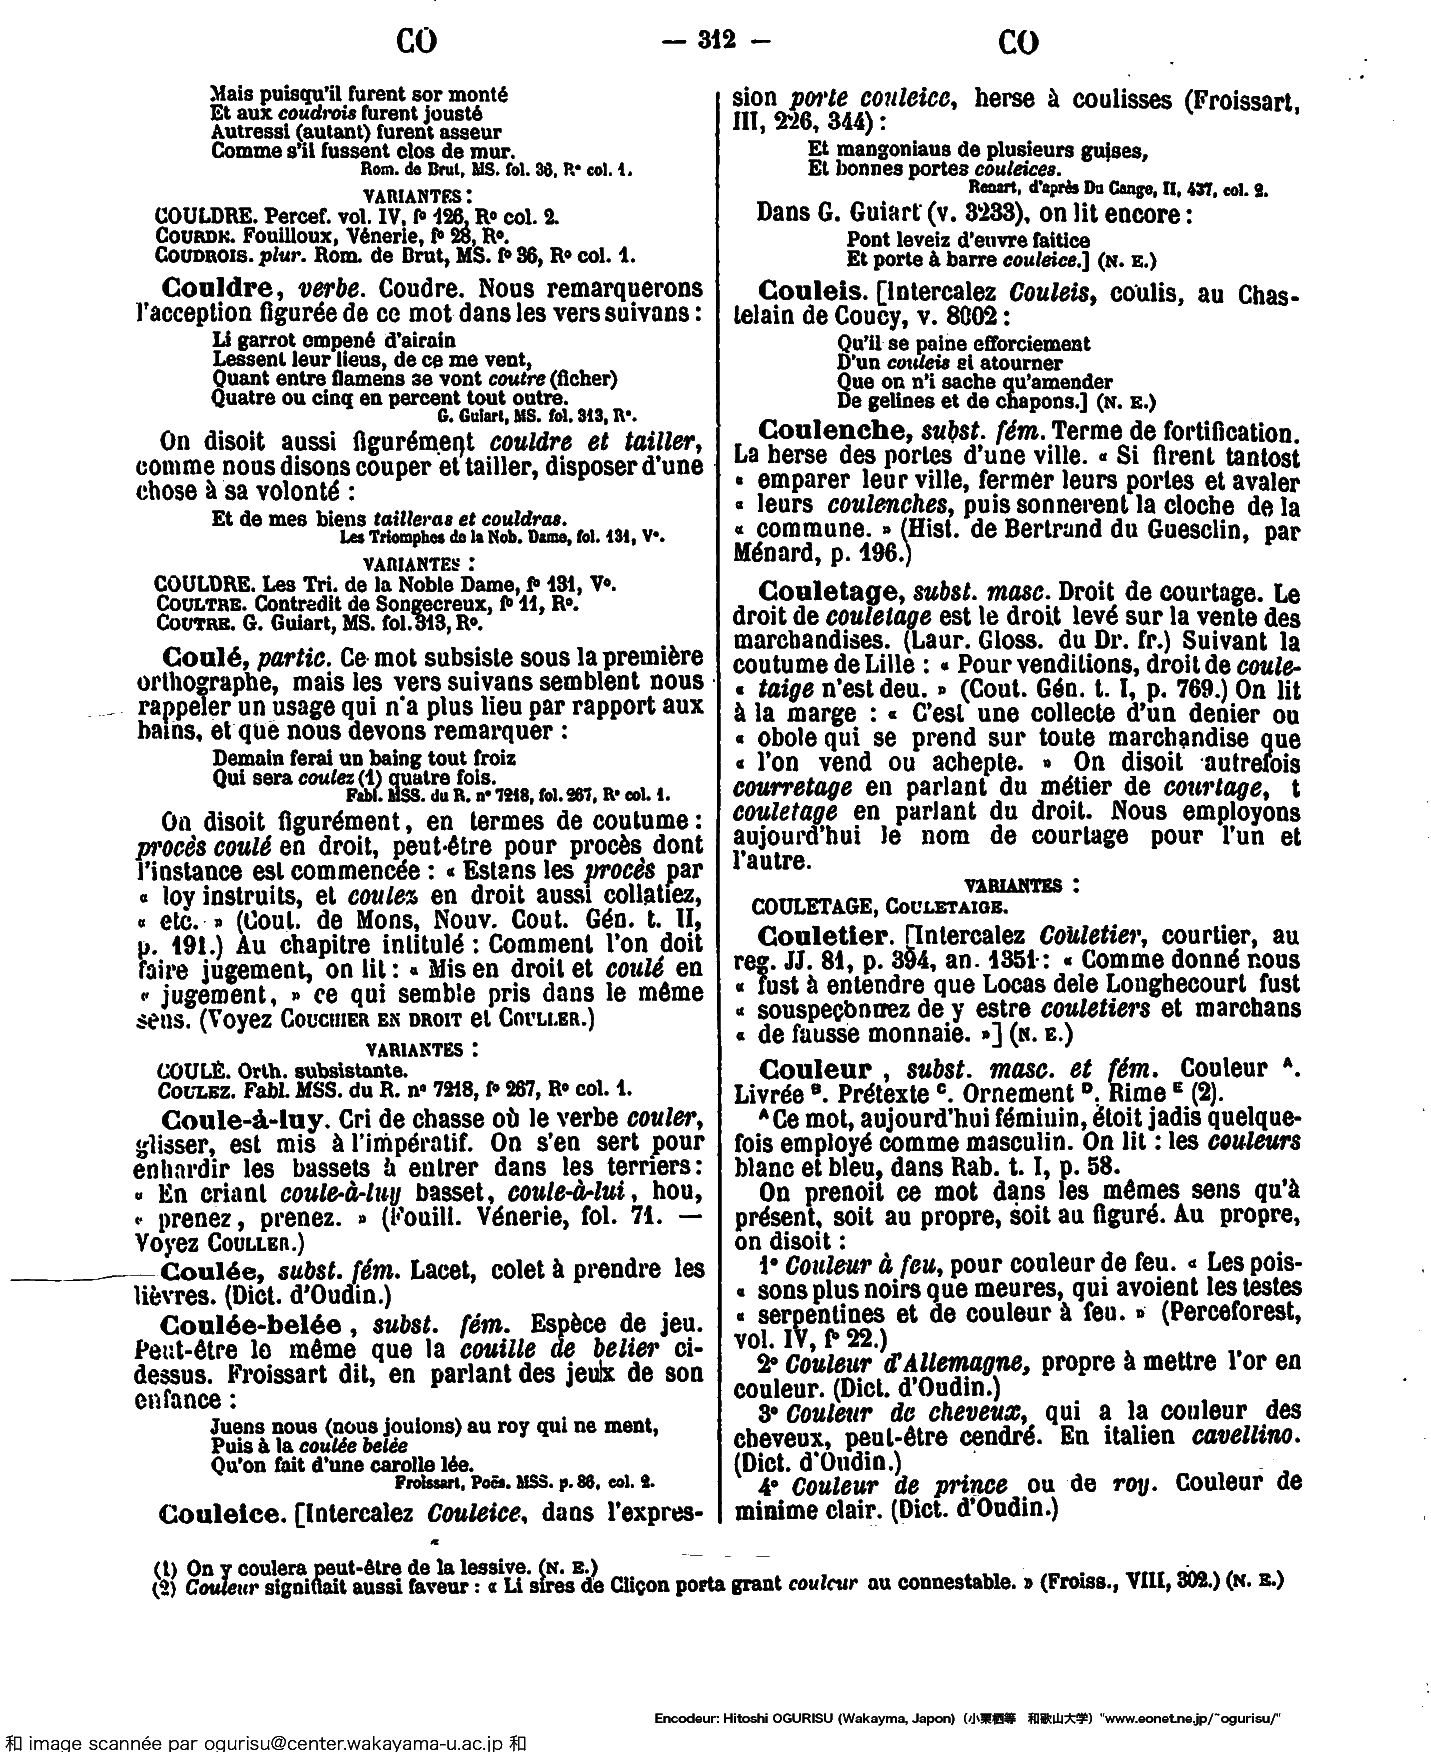 CO
— 312 —
CO
Mais puisqu'il furent sor monté
Et aux coudrois furent jousté
Autressi (autant) furent asseur
Comme s'il fussent clos de mur.
Rom. de Brut, MS. fol. 36, R° col. 1.
VARIANTES :
COULDRE. Percef. vol. IV, f° 126, R° col. 2.
COURDE. Fouilloux, Vénerie, f° 28, R°.
COUDROIS. plur. Rom. de Brut, MS. f° 36, R° col. 1.
Couldre, verbe. Coudre. Nous remarquerons
l'acception figurée de ce mot dans les vers suivans :
Li garrot empené d'airain
Lessent leur lieus, de ce me vent,
Quant entre flamens se vont coutre (ficher)
Quatre ou cinq en percent tout outre.
G. Guiart, MS. fol. 313, R°.
On disoit aussi figurément couldre et tailler,
comme nous disons couper et tailler, disposer d'une
chose à sa volonté :
Et de mes biens tailleras et couldras.
Les Triomphes de la Nob. Dame, fol. 131, V°.
VARIANTES :
COULDRE. Les Tri. de la Noble Dame, f° 131, V°.
COULTRE. Contredit de Songecreux, f° 11, R°.
COUTRE. G. Guiart, MS. fol. 313, R°.
Coulé, partic. Ce mot subsiste sous la première
orthographe, mais les vers suivans semblent nous
rappeler un usage qui n'a plus lieu par rapport aux
bains, et que nous devons remarquer :
Demain ferai un baing tout froiz
Qui sera coulez (1) quatre fois.
Fabl. MSS. du R. n° 7218, fol. 267, R° col. 1.
On disoit figurément, en termes de coutume :
procès coulé en droit, peut-être pour procès dont
l'instance est commencée : « Estans les procès par
« loy instruits, et coulez en droit aussi collatiez,
« etc. » (Cout. de Mons, Nouv. Cout. Gén. t. II,
p. 191.) Au chapitre intitulé : Comment l'on doit
faire jugement, on lit : « Mis en droit et coulé en
« jugement, » ce qui semble pris dans le même
sens. (Voyez COUCHIER EN DROIT et COULLER.)
VARIANTES :
COULÉ. Orth. subsistante.
COULEZ. Fabl. MSS. du R. n° 7218, f° 267, R° col. 1.
Coule-à-luy. Cri de chasse où le verbe couler,
glisser, est mis à l'impératif. On s'en sert pour
enhardir les bassets à entrer dans les terriers :
« En criant coule-à-luy basset, coule-à-lui, hou,
« prenez, prenez. » (Fouill. Vénerie, fol. 71. —
Voyez COULLER.)
Coulée, subst. fém. Lacet, colet à prendre les
lièvres. (Dict. d'Oudin.)
Coulée-belée, subst. fém. Espèce de jeu.
Peut-être le même que la couille de belier ci-
dessus. Froissart dit, en parlant des jeux de son
enfance :
Juens nous (nous jouions) au roy qui ne ment,
Puis à la coulée belée
Qu'on fait d'une carolle lée.
Froissart, Poës. MSS. p. 86, col. 2.
Couleice. [Intercalez Couleice, dans l'expres-
sion porte couleice, herse à coulisses (Froissart,
III, 226, 344) :
Et mangoniaus de plusieurs guises,
Et bonnes portes couleices.
Renart, d'après Du Cange, II, 437, col. 2.
Dans G. Guiart (v. 3233), on lit encore :
Pont leveiz d'euvre faitice
Et porte à barre couleice.] (N. E.)
Couleis. [Intercalez Couleis, coulis, au Chas-
telain de Coucy, v. 8002 :
Qu'il se paine efforciement
D'un couleis si atourner
Que on n'i sache qu'amender
De gelines et de chapons.] (N. E.)
Coulenche, subst. fém. Terme de fortification.
La herse des portes d'une ville. « Si firent tantost
« emparer leur ville, fermer leurs portes et avaler
« leurs coulenches, puis sonnerent la cloche de la
« commune. » (Hist. de Bertrand du Guesclin, par
Ménard, p. 196.)
Couletage, subst. masc. Droit de courtage. Le
droit de couletage est le droit levé sur la vente des
marchandises. (Laur. Gloss. du Dr. fr.) Suivant la
coutume de Lille : « Pour venditions, droit de coule-
« taige n'est deu. » (Cout. Gén. t. I, p. 769.) On lit
à la marge : « C'est une collecte d'un denier ou
« obole qui se prend sur toute marchandise que
« l'on vend ou achepte. » On disoit autrefois
courretage en parlant du métier de courtage, t
couletage en parlant du droit. Nous employons
aujourd'hui le nom de courtage pour l'un et
l'autre.
VARIANTES :
COULETAGE, COULETAIGE.
Couletier. [Intercalez Couletier, courtier, au
reg. JJ. 81, p. 394, an. 1351 : « Comme donné nous
« fust à entendre que Locas dele Longhecourt fust
« souspeçonnez de y estre couletiers et marchans
« de fausse monnaie. »] (N. E.)
Couleur, subst. masc. et fém. Couleur A.
Livrée B. Prétexte C. Ornement D. Rime E (2).
A Ce mot, aujourd'hui féminin, étoit jadis quelque-
fois employé comme masculin. On lit : les couleurs
blanc et bleu, dans Rab. t. I, p. 58.
On prenoit ce mot dans les mêmes sens qu'à
présent, soit au propre, soit au figuré. Au propre,
on disoit :
1° Couleur à feu, pour couleur de feu. « Les pois-
« sons plus noirs que meures, qui avoient les testes
« serpentines et de couleur à feu. » (Perceforest,
vol. IV, f° 22.)
2° Couleur d'Allemagne, propre à mettre l'or en
couleur. (Dict. d'Oudin.)
3° Couleur de cheveux, qui a la couleur des
cheveux, peut-être cendré. En italien cavellino.
(Dict. d'Oudin.)
4° Couleur de prince ou de roy. Couleur de
minime clair. (Dict. d'Oudin.)
(1) On y coulera peut-être de la lessive. (N. E.)
(2) Couleur signifiait aussi faveur : « Li sires de Cliçon porta grant couleur au connestable. » (Froiss., VIII, 302.) (N. E.)
Encodeur: Hitoshi OGURISU (Wakayma, Japon) (小栗栖等 和歌山大学) "www.eonet.ne.jp/~ogurisu/"
和 image scannée par ogurisu@center.wakayama-u.ac.jp 和